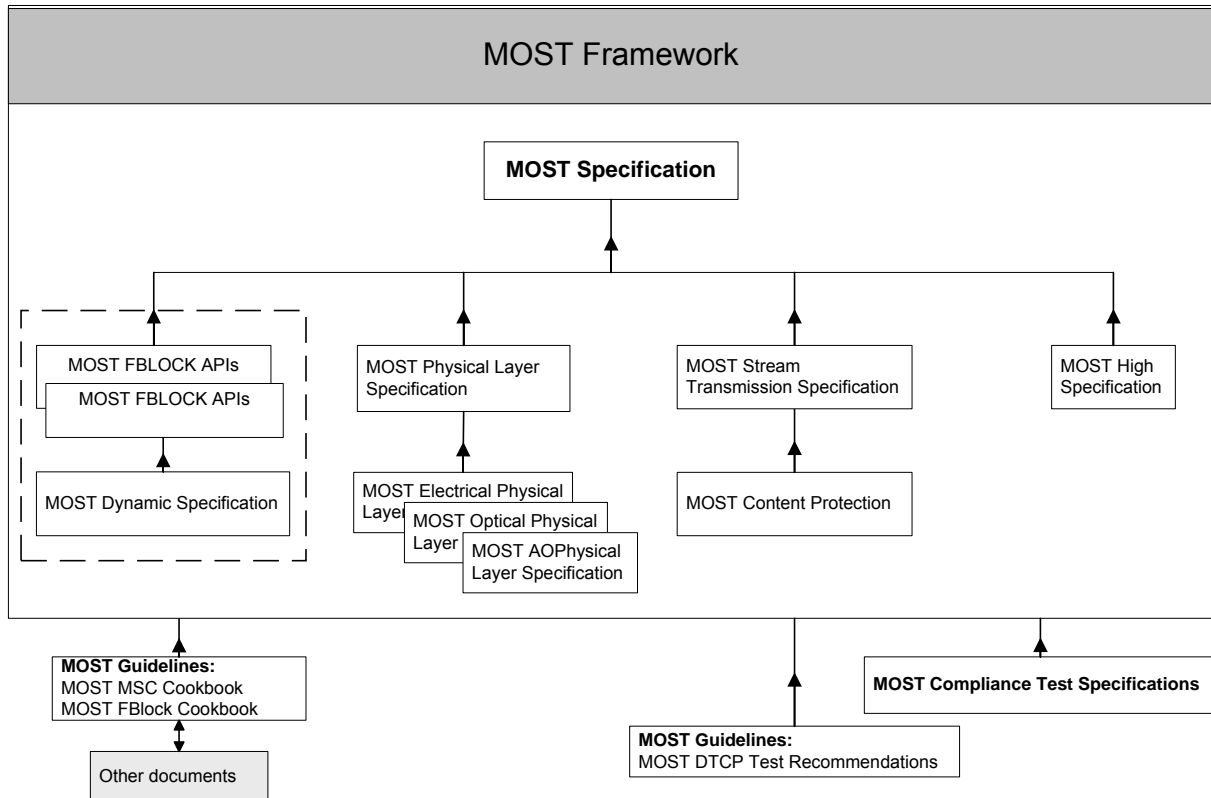 MOST Framework
MOST Specification
MOST FBLOCK APIs
MOST FBLOCK APIs
MOST Dynamic Specification
MOST Physical Layer
Specification
MOST Electrical Physical
Layer
MOST Optical Physical
Layer
MOST AOPhysical
Layer Specification
MOST Stream
Transmission Specification
MOST Content Protection
MOST High
Specification
MOST Guidelines:
MOST MSC Cookbook
MOST FBlock Cookbook
Other documents
MOST Guidelines:
MOST DTCP Test Recommendations
MOST Compliance Test Specifications